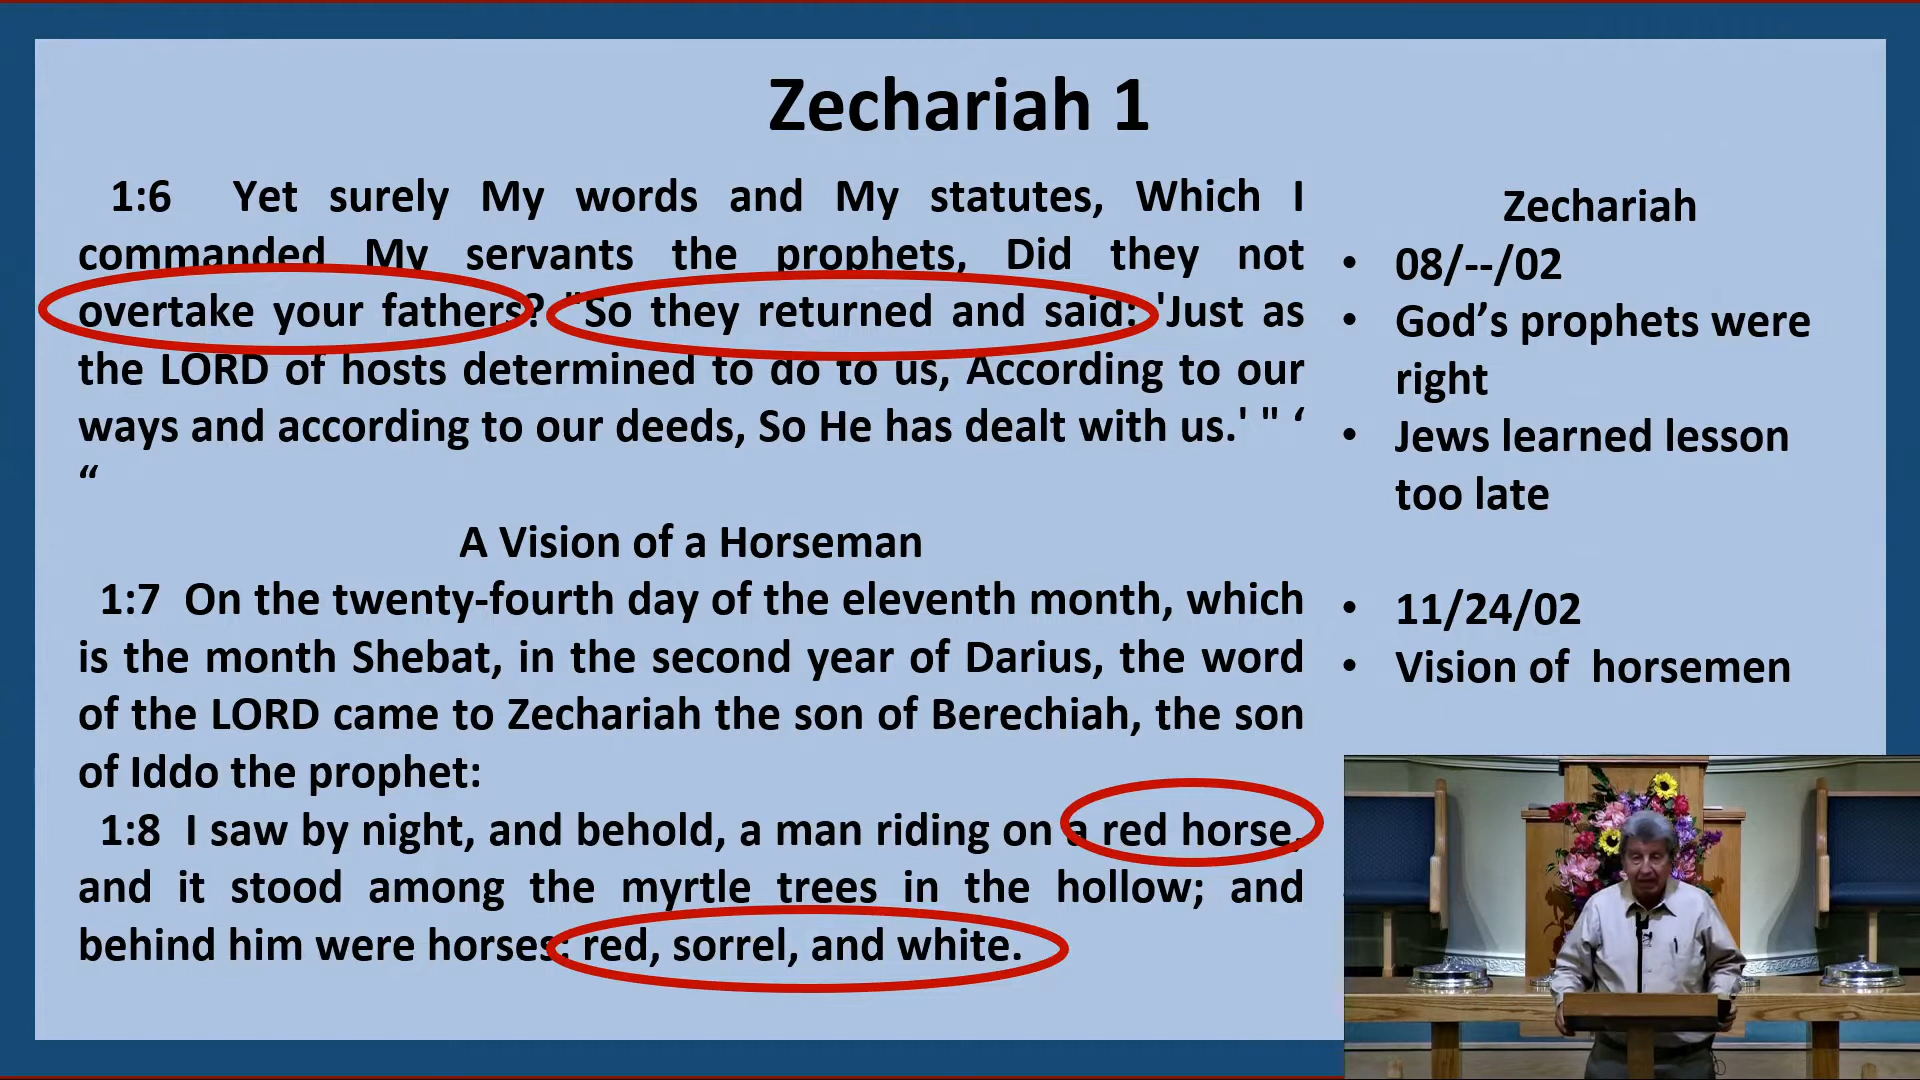 Zechariah 1
1:6 Yet surely My words and My statutes, Which I
commanded My servants the prophets, Did they not
overtake your fathers? "So they returned and said: 'Just as
the LORD of hosts determined to do to us, According to our
ways and according to our deeds, So He has dealt with us.' " ‘
“
A Vision of a Horseman
1:7 On the twenty-fourth day of the eleventh month, which
is the month Shebat, in the second year of Darius, the word
of the LORD came to Zechariah the son of Berechiah, the son
of Iddo the prophet:
1:8 I saw by night, and behold, a man riding on a red horse,
and it stood among the myrtle trees in the hollow; and
behind him were horses: red, sorrel, and white.
Zechariah
• 08/--/02
• God’s prophets were
right
• Jews learned lesson
too late
• 11/24/02
• Vision of horsemen